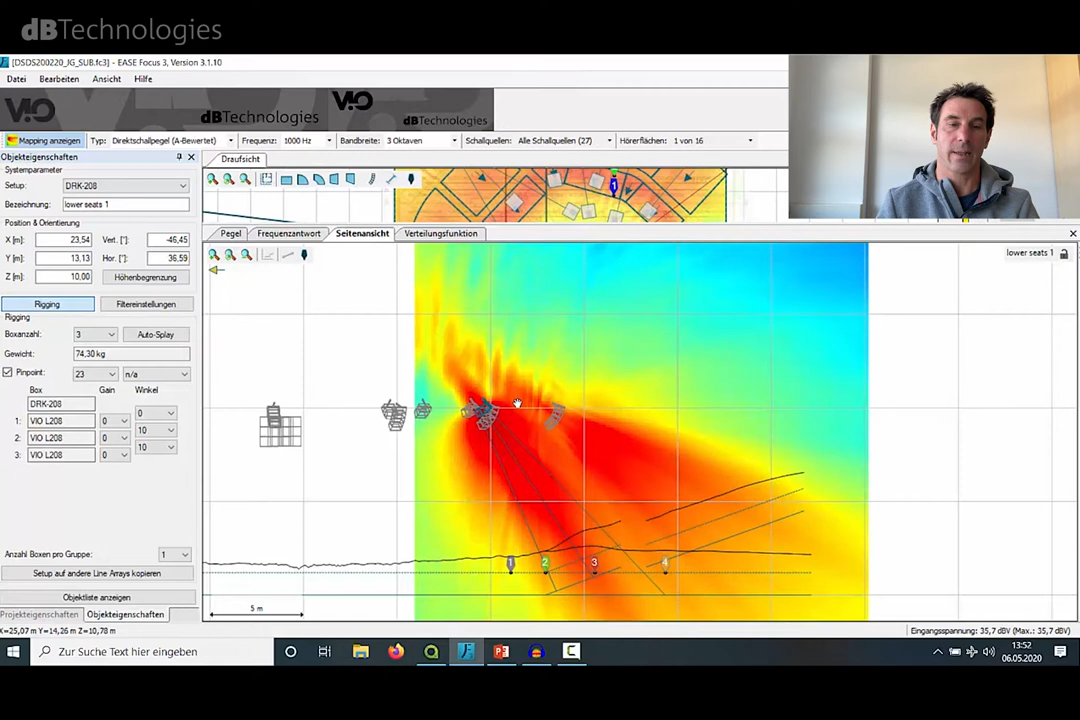 dBTechnologies
[DSDS200220_JG_SUB.fc3] - EASE Focus 3, Version 3.1.10
Datei Bearbeiten Ansicht Hilfe
VIO dBTechnologies VIO dBTechnologies
Mapping anzeigen Typ: Direktschallpegel (A-Bewertet) Frequenz: 1000 Hz Bandbreite: 3 Oktaven Schallquellen: Alle Schallquellen (27) Hörerflächen: 1 von 16
Objekteigenschaften
Draufsicht
Systemparameter
Setup: DRK-208
Bezeichnung: lower seats 1
1
Position & Orientierung
Pegel Frequenzantwort Seitenansicht Verteilungsfunktion
X [m]: 23,54 Vert. [°]: -46,45
lower seats 1
Y [m]: 13,13 Hor. [°]: 36,59
Z [m]: 10,00 Höhenbegrenzung
Rigging Filtereinstellungen
Rigging
Boxanzahl: 3 Auto-Splay
Gewicht: 74,30 kg
Pinpoint: 23 n/a
Box Gain Winkel
DRK-208
0
1: VIO L208 0
10
2: VIO L208 0
10
3: VIO L208 0
1 2 3 4
Anzahl Boxen pro Gruppe: 1
Setup auf andere Line Arrays kopieren
Objektliste anzeigen
5 m
Projekteigenschaften Objekteigenschaften
X=25,07 m Y=14,26 m Z=10,78 m
Eingangsspannung: 35,7 dBV (Max.: 35,7 dBV)
Zur Suche Text hier eingeben
13:52
06.05.2020